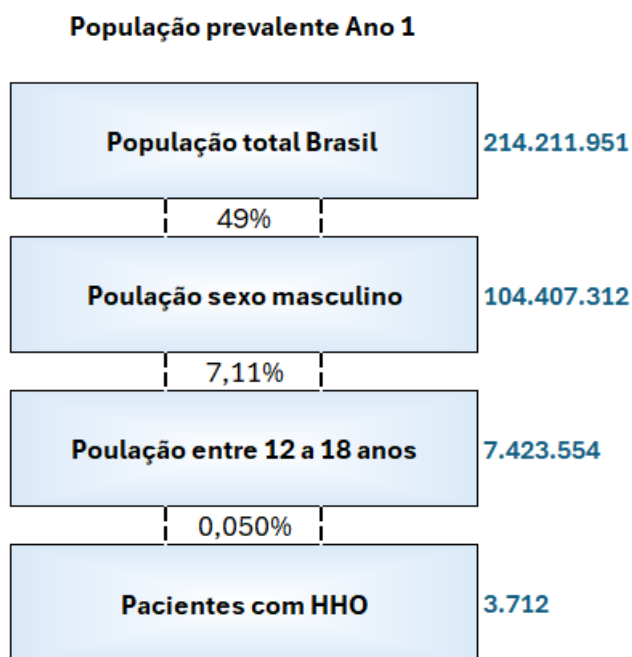 População prevalente Ano 1
População total Brasil 214.211.951
49%
Poulação sexo masculino 104.407.312
7,11%
Poulação entre 12 a 18 anos 7.423.554
0,050%
Pacientes com HHO 3.712